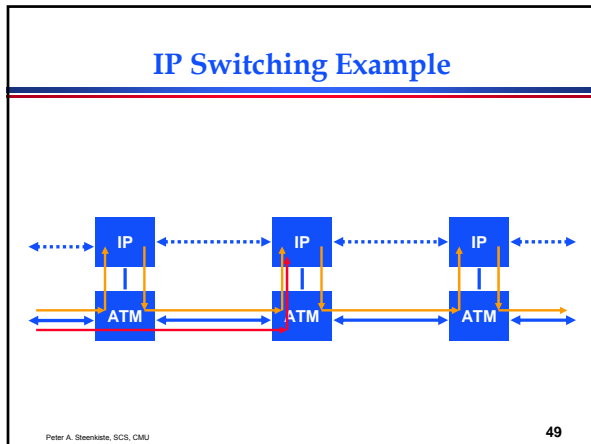 IP Switching Example
IP
IP
IP
ATM
ATM
ATM
Peter A. Steenkiste, SCS, CMU
49